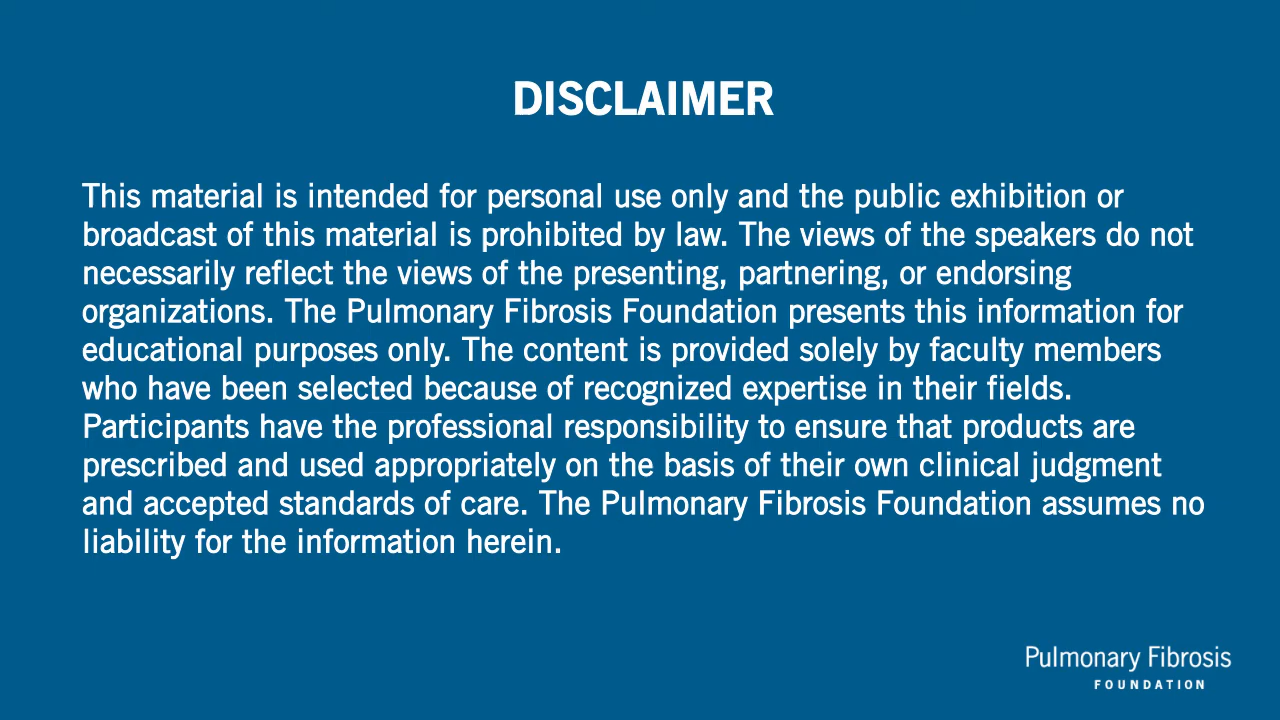 DISCLAIMER
This material is intended for personal use only and the public exhibition or
broadcast of this material is prohibited by law. The views of the speakers do not
necessarily reflect the views of the presenting, partnering, or endorsing
organizations. The Pulmonary Fibrosis Foundation presents this information for
educational purposes only. The content is provided solely by faculty members
who have been selected because of recognized expertise in their fields.
Participants have the professional responsibility to ensure that products are
prescribed and used appropriately on the basis of their own clinical judgment
and accepted standards of care. The Pulmonary Fibrosis Foundation assumes no
liability for the information herein.
Pulmonary Fibrosis
FOUNDATION